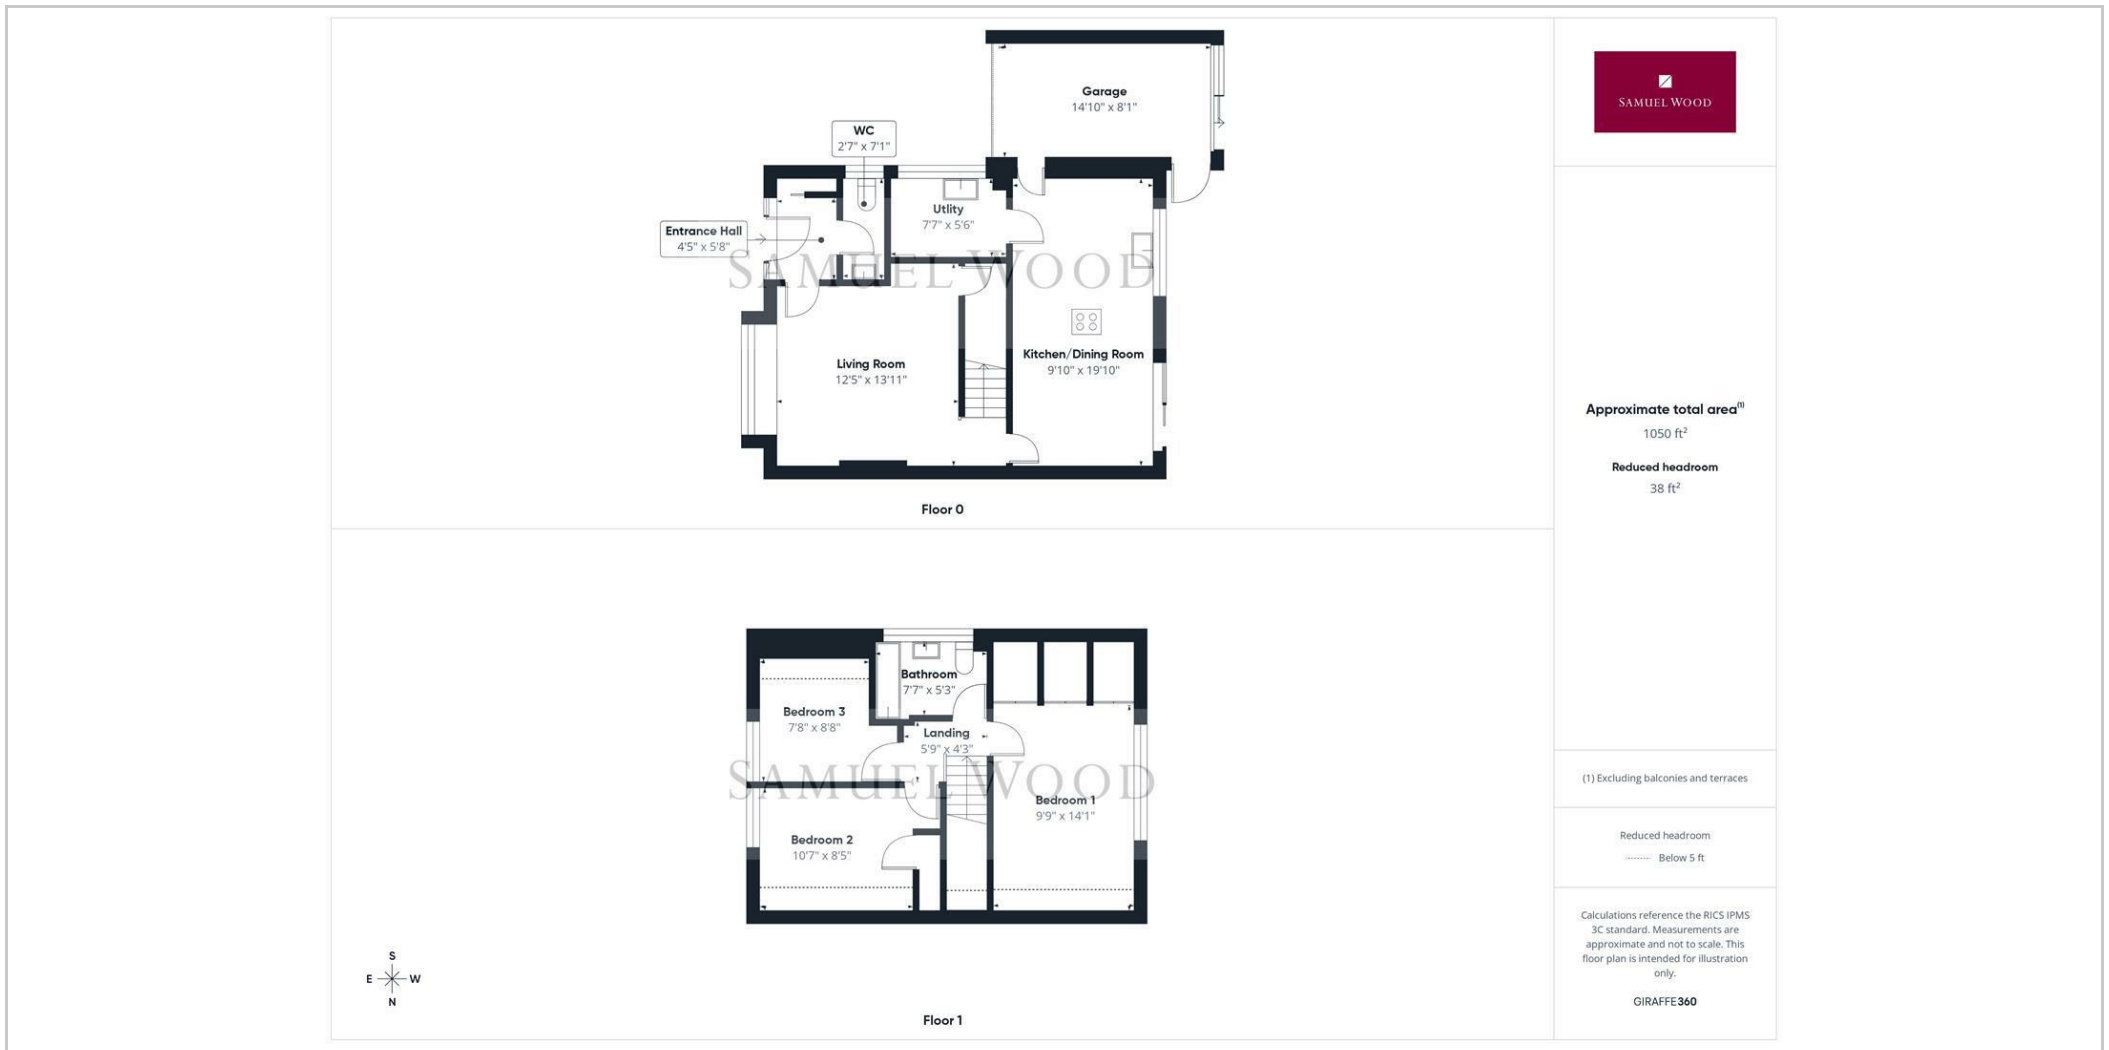 Garage
14'10" x 8'1"
WC
2'7" x 7'1"
Utlity
7'7" x 5'6"
Entrance Hall
4'5" x 5'8"
SAMUEL WOOD
Living Room
12'5" x 13'11"
Kitchen/Dining Room
9'10" x 19'10"
Floor 0
Bathroom
7'7" x 5'3"
Bedroom 3
7'8" x 8'8"
Landing
5'9" x 4'3"
SAMUEL WOOD
Bedroom 1
9'9" x 14'1"
Bedroom 2
10'7" x 8'5"
S
E W
N
Floor 1
SAMUEL WOOD
Approximate total area(1)
1050 ft²
Reduced headroom
38 ft²
(1) Excluding balconies and terraces
Reduced headroom
Below 5 ft
Calculations reference the RICS IPMS
3C standard. Measurements are
approximate and not to scale. This
floor plan is intended for illustration
only.
GIRAFFE360